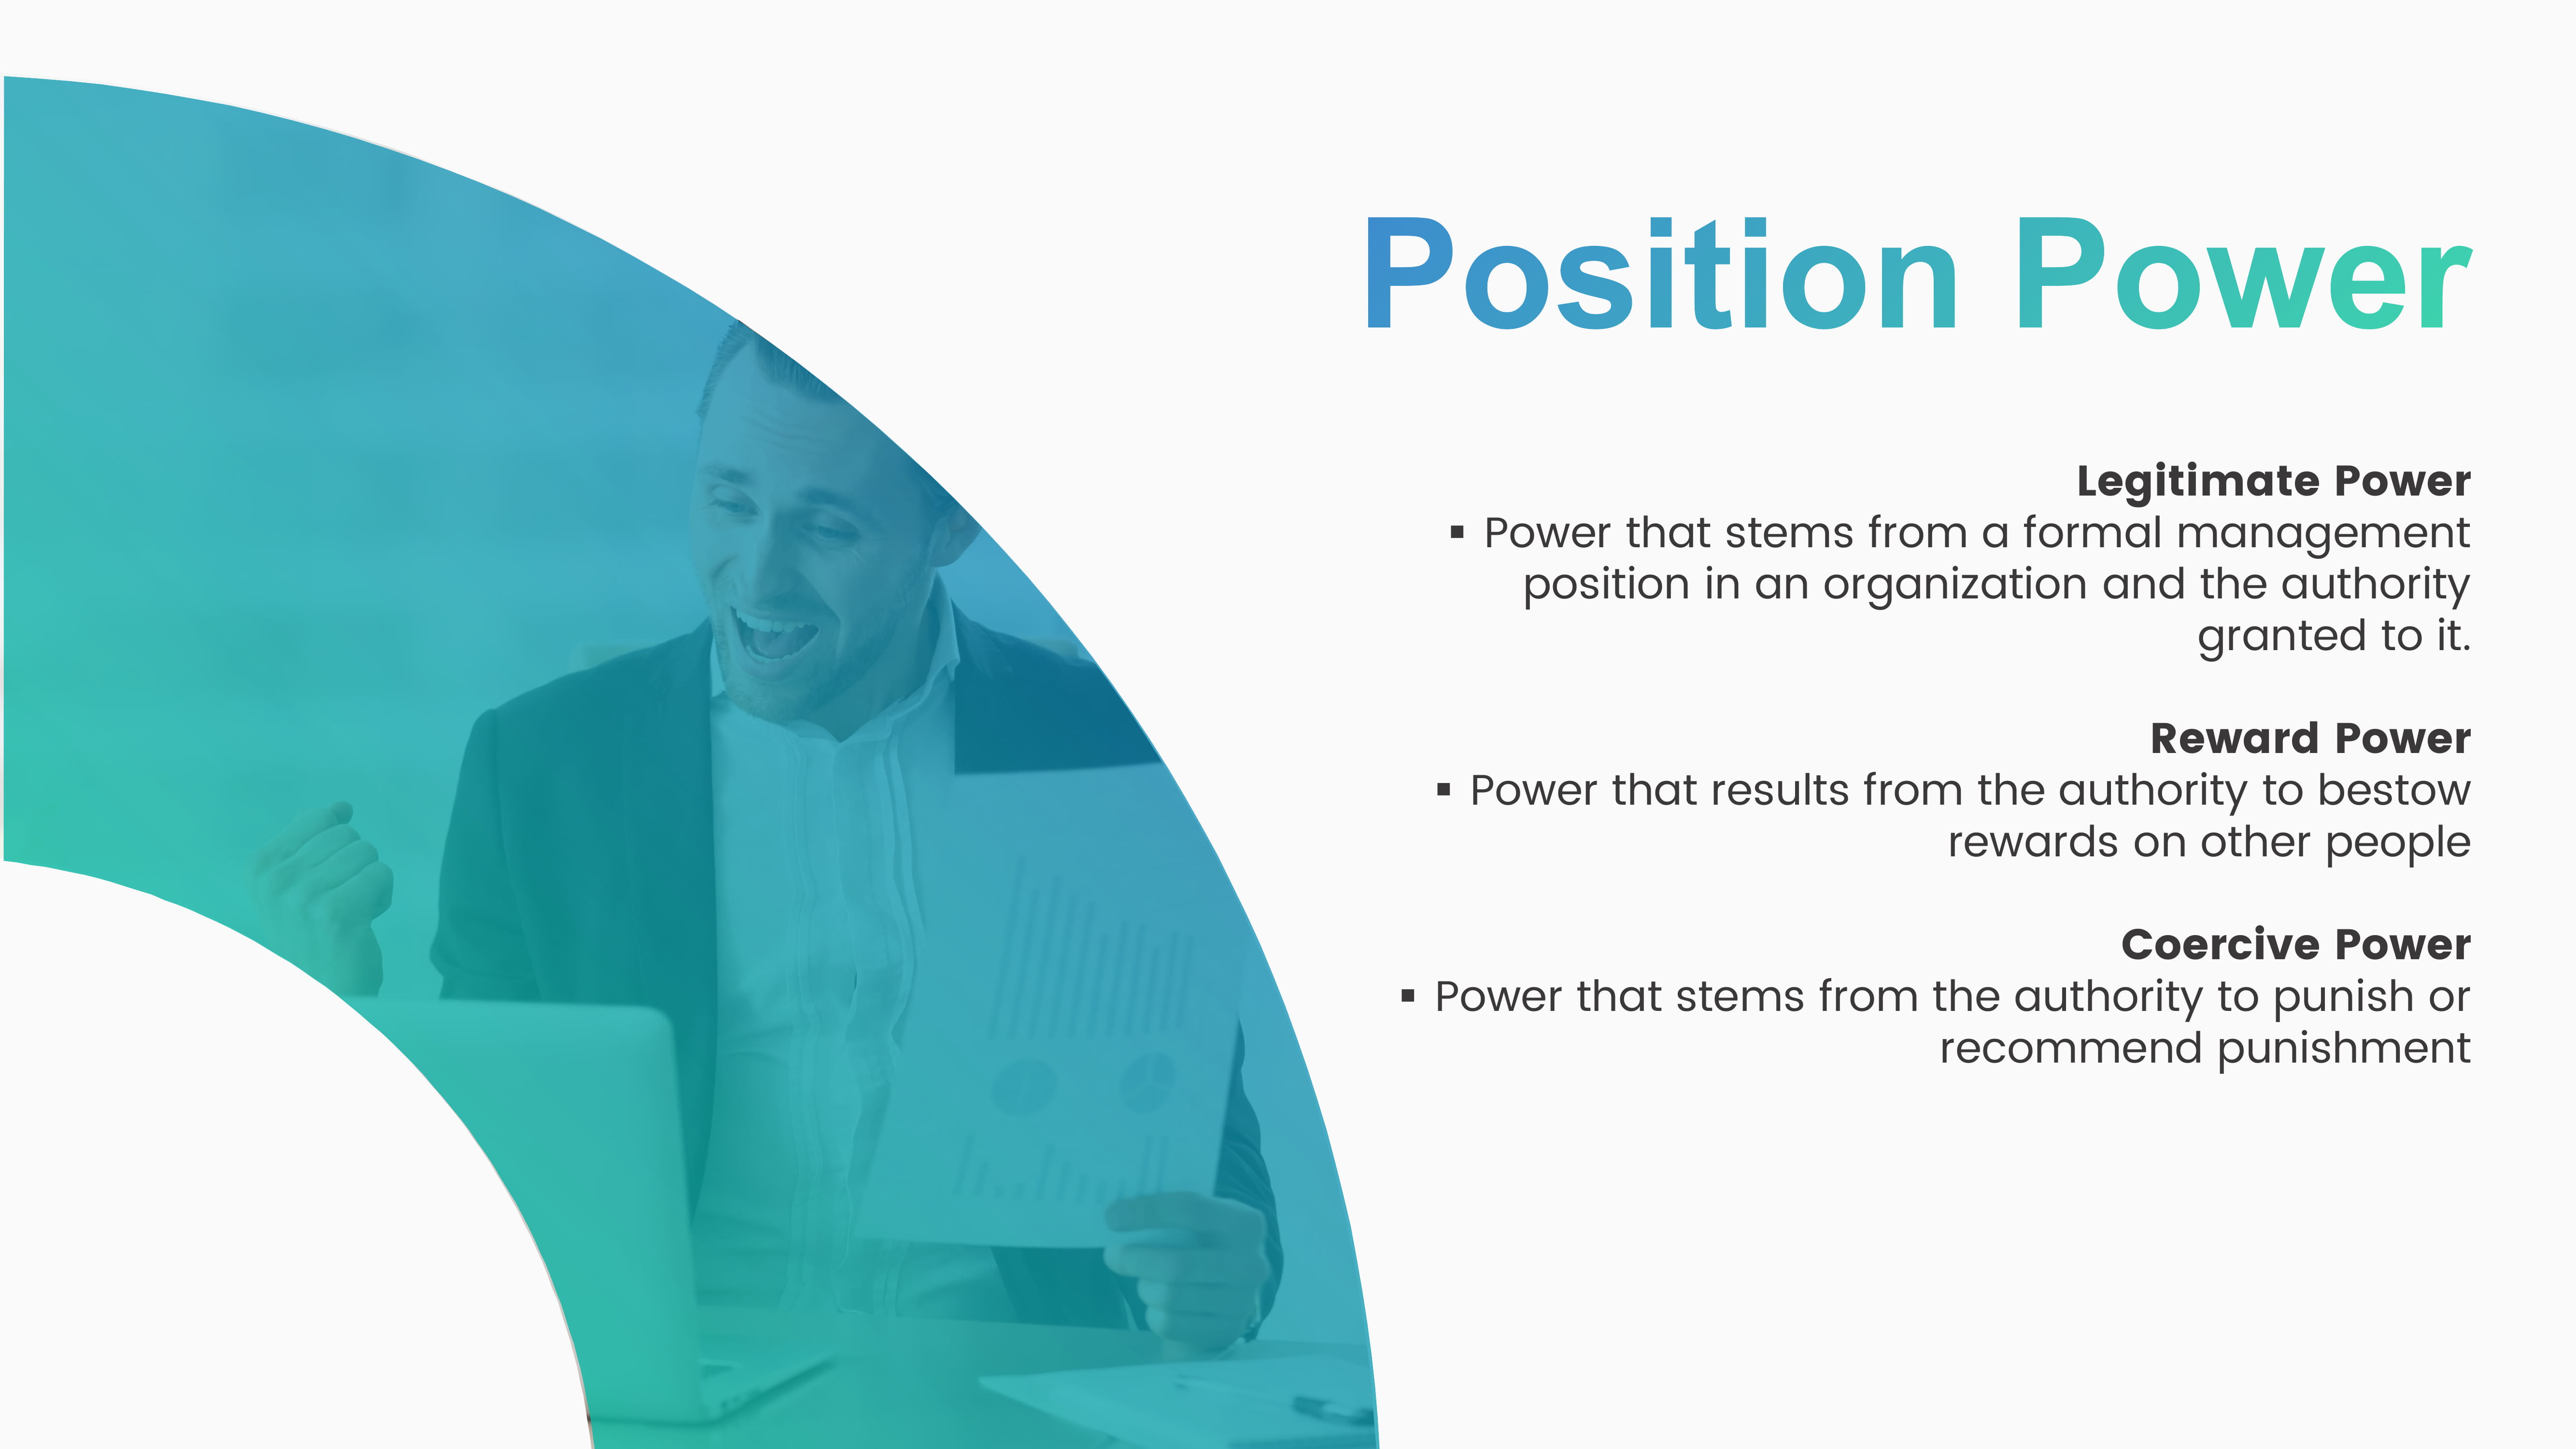 Position Power
Legitimate Power
▪ Power that stems from a formal management
position in an organization and the authority
granted to it.
Reward Power
▪ Power that results from the authority to bestow
rewards on other people
Coercive Power
▪ Power that stems from the authority to punish or
recommend punishment